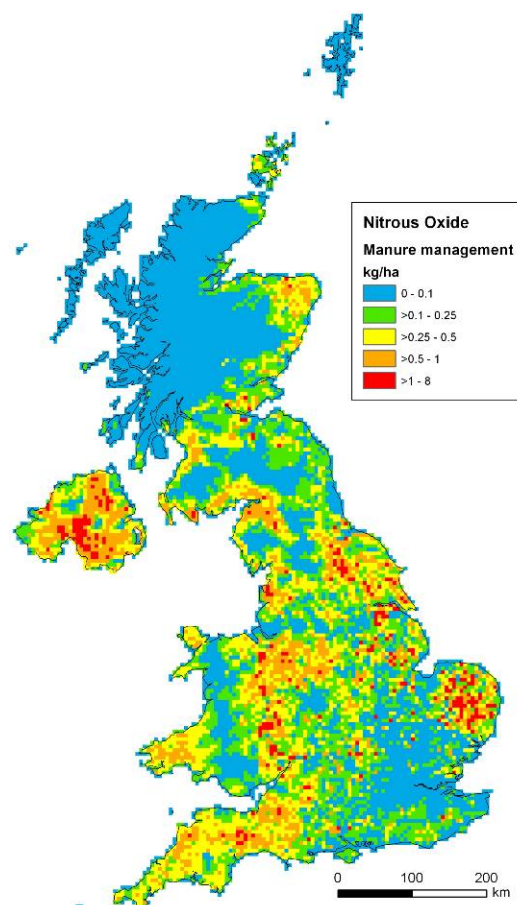 Nitrous Oxide
Manure management
kg/ha
0 - 0.1
>0.1 - 0.25
>0.25 - 0.5
>0.5 - 1
>1 - 8
0 100 200
km